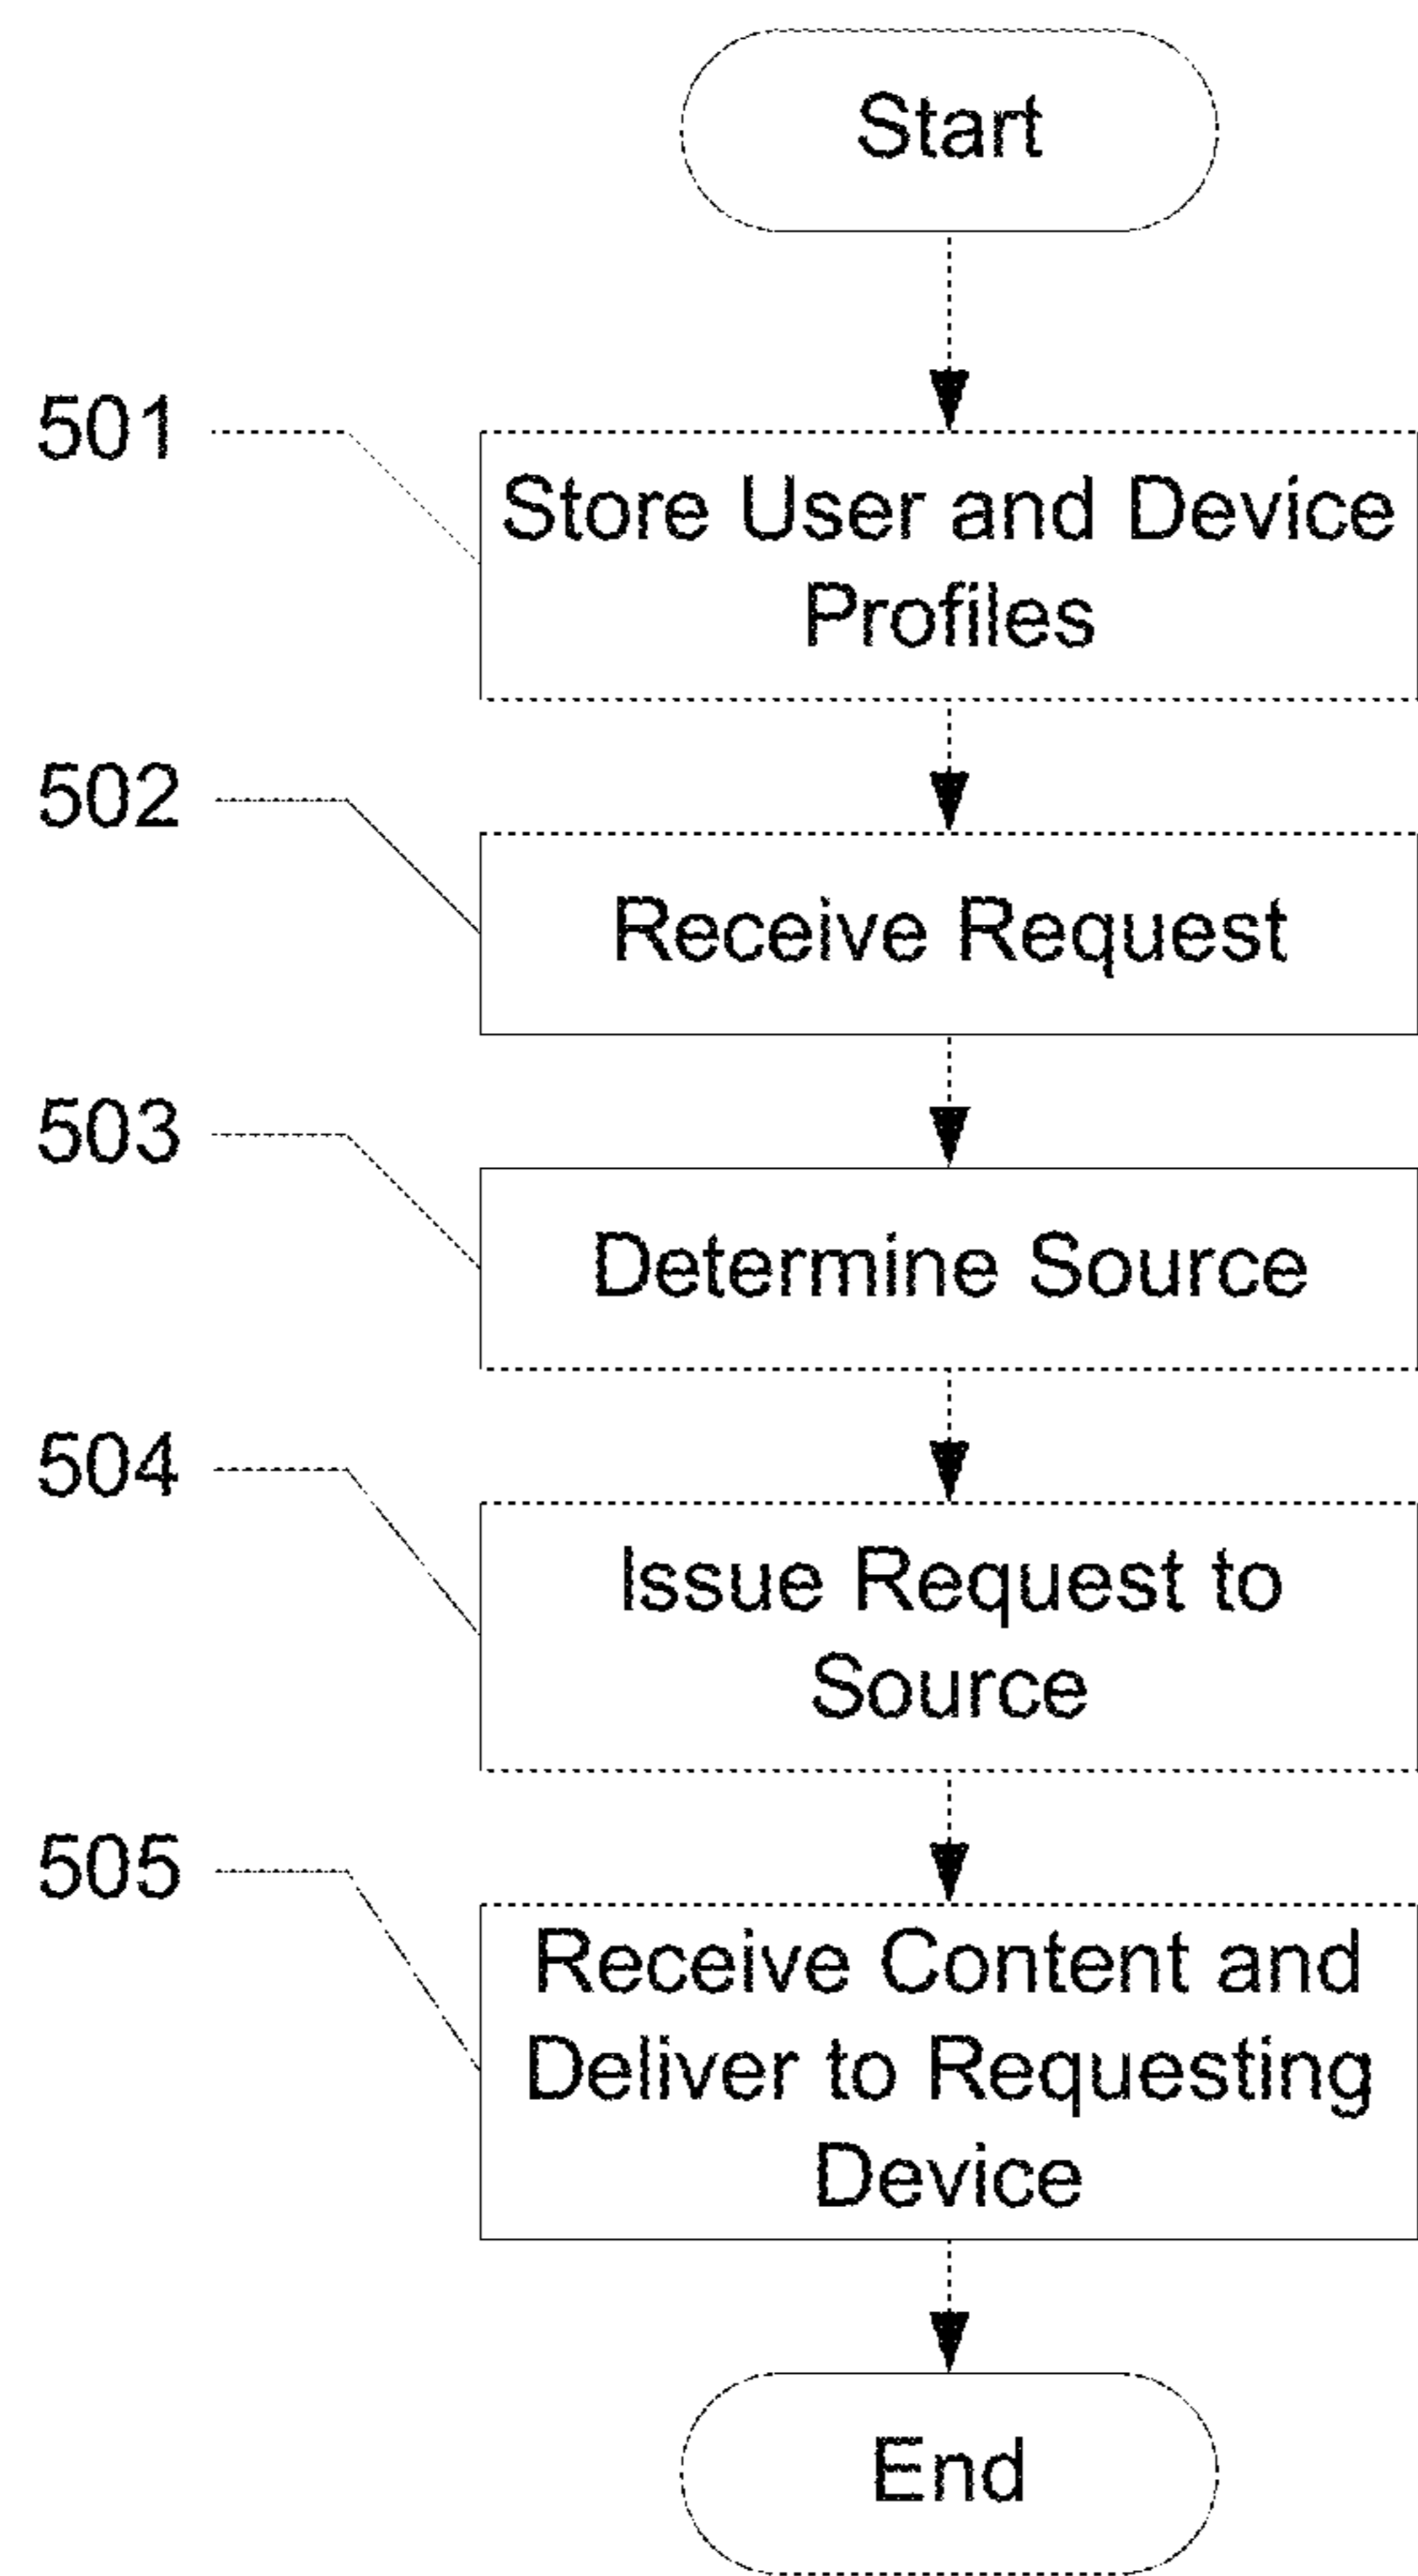 Start
501
Store User and Device
Profiles
502
Receive Request
503
Determine Source
504
Issue Request to
Source
505
Receive Content and
Deliver to Requesting
Device
End